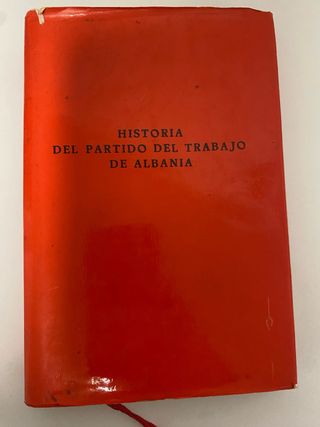 HISTORIA
DEL PARTIDO DEL TRABAJO
DE ALBANIA